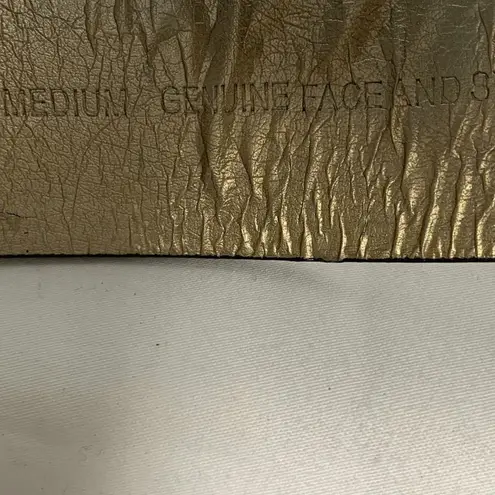 MEDIUM GENUINE FACE AND S